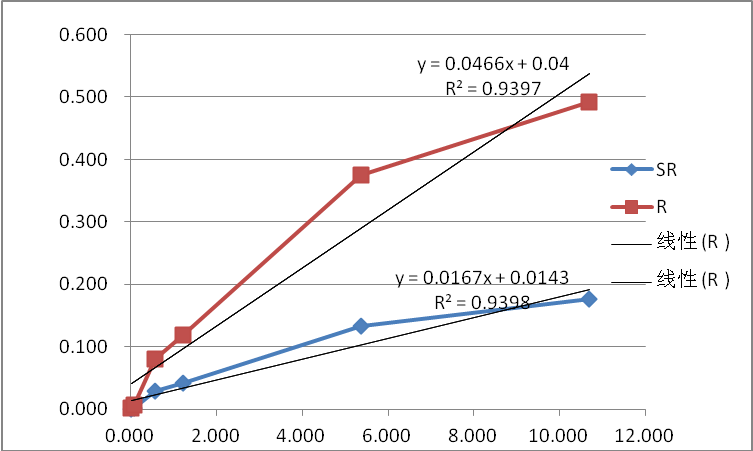 0.600
0.500
0.400
0.300
0.200
0.100
0.000
y = 0.0466x + 0.04
R² = 0.9397
y = 0.0167x + 0.0143
R² = 0.9398
0.000 2.000 4.000 6.000 8.000 10.000 12.000
SR
R
线性 (R )
线性 (R )